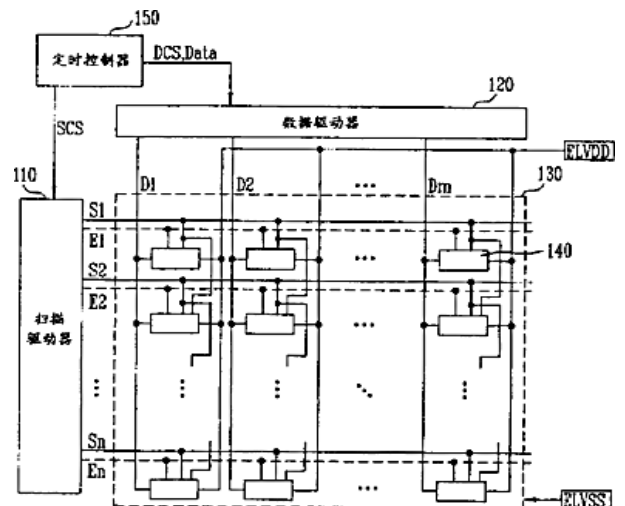 150
定时控制器
DCS,Data
120
数据驱动器
SCS
ELVDD
110
D1
D2
Dm
130
S1
E1
140
S2
E2
扫描
驱动器
Sn
En
ELVSS